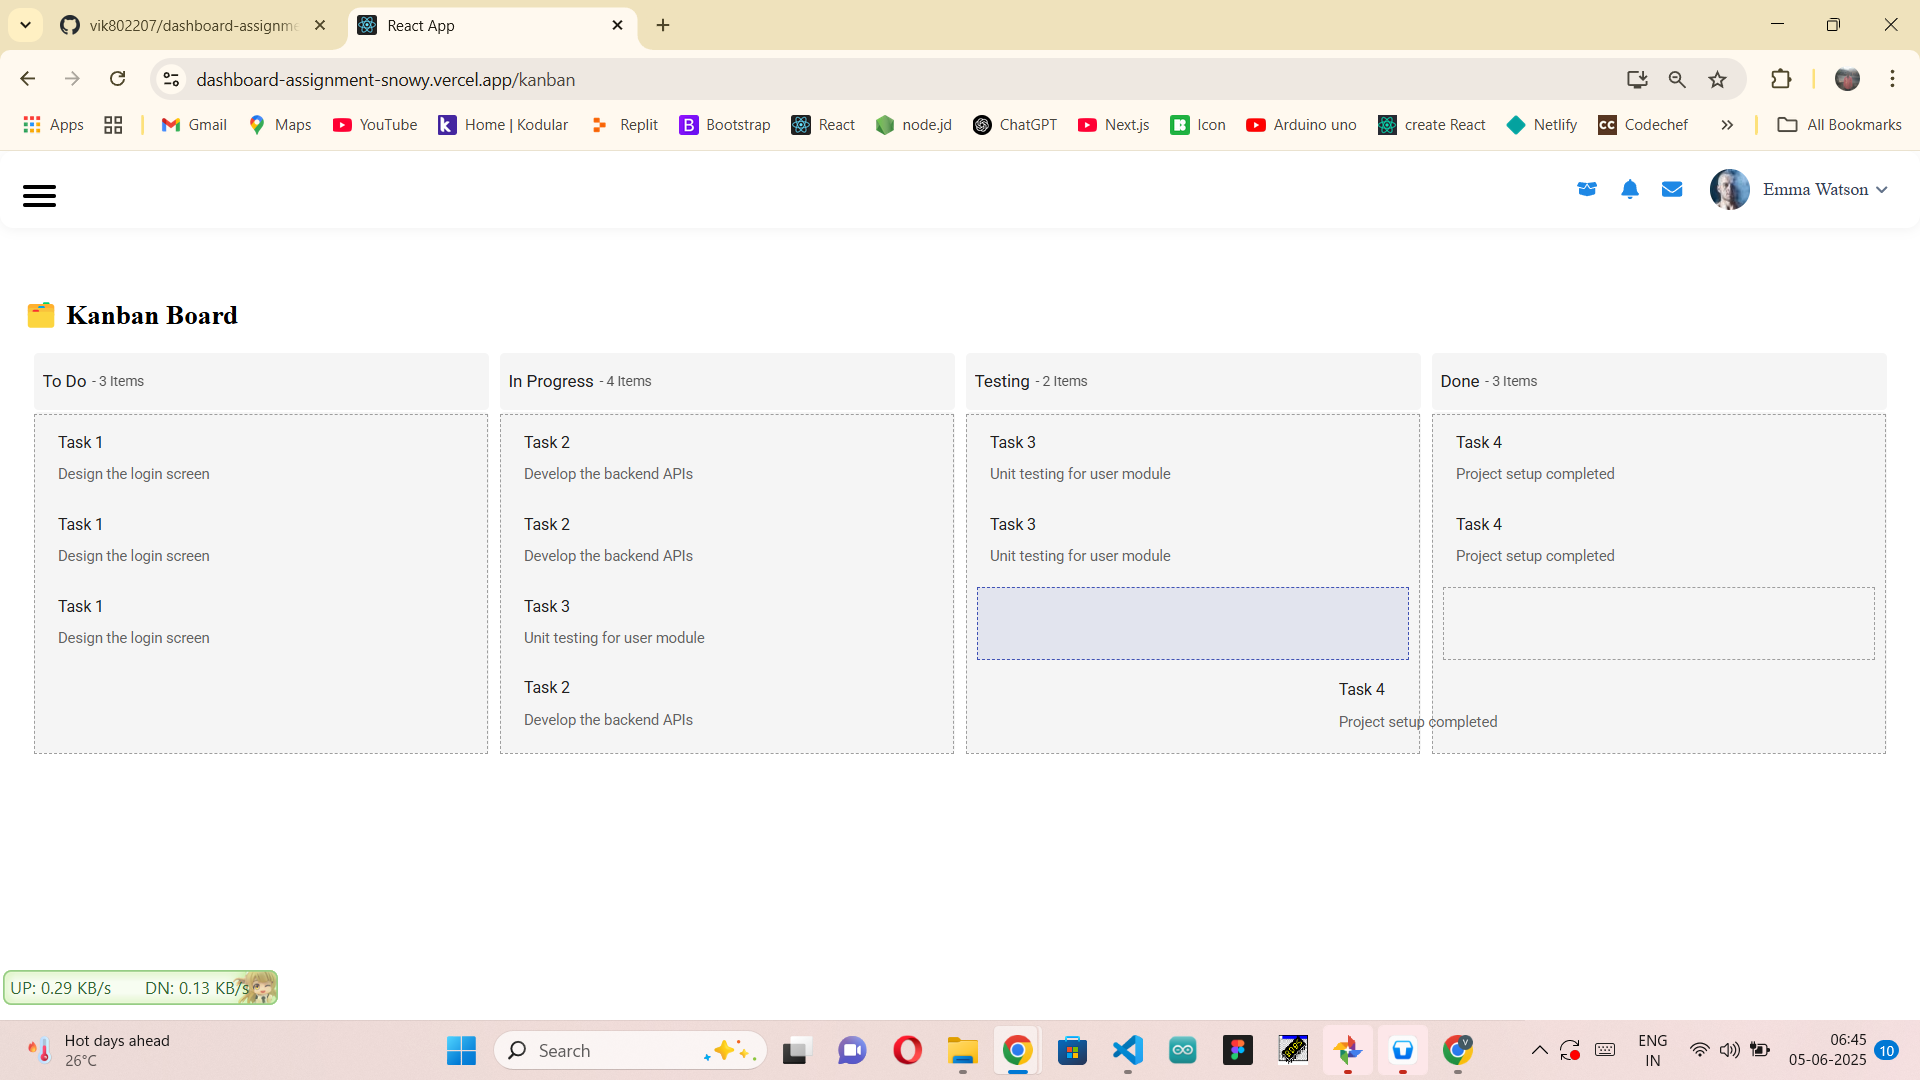 vik802207/dashboard-assignme
React App
dashboard-assignment-snowy.vercel.app/kanban
Apps
Gmail
Maps
YouTube
Home | Kodular
Replit
Bootstrap
React
node.jd
ChatGPT
Next.js
Icon
Arduino uno
create React
Netlify
CC
Codechef
All Bookmarks
Emma Watson
Kanban Board
To Do - 3 Items
In Progress - 4 Items
Testing - 2 Items
Done - 3 Items
Task 1
Design the login screen
Task 1
Design the login screen
Task 1
Design the login screen
Task 2
Develop the backend APIs
Task 2
Develop the backend APIs
Task 3
Unit testing for user module
Task 2
Develop the backend APIs
Task 3
Unit testing for user module
Task 3
Unit testing for user module
Task 4
Project setup completed
Task 4
Project setup completed
Task 4
Project setup completed
UP: 0.29 KB/s DN: 0.13 KB/s
Hot days ahead
26°C
Search
ENG
IN
06:45
05-06-2025
10